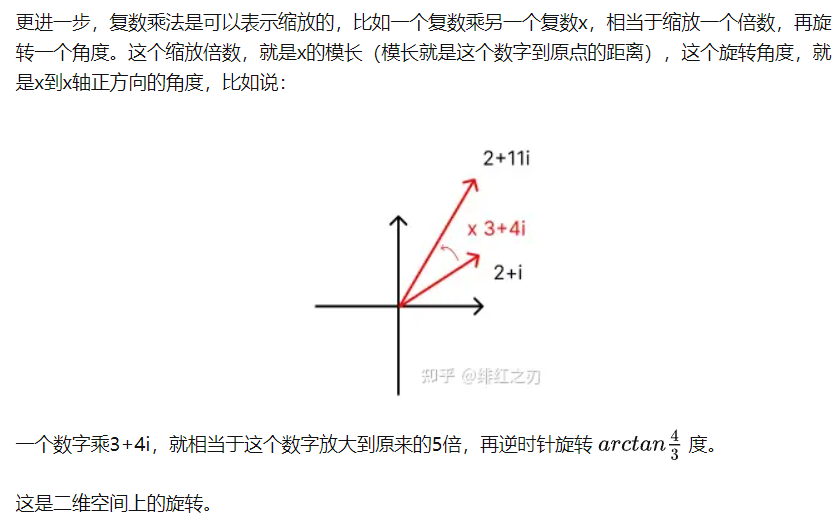 更进一步，复数乘法是可以表示缩放的，比如一个复数乘另一个复数x，相当于缩放一个倍数，再旋
转一个角度。这个缩放倍数，就是x的模长（模长就是这个数字到原点的距离），这个旋转角度，就
是x到x轴正方向的角度，比如说：
2+11i
x 3+4i
2+i
知乎 @绯红之刃
一个数字乘3+4i，就相当于这个数字放大到原来的5倍，再逆时针旋转 arctan 4/3 度。
这是二维空间上的旋转。